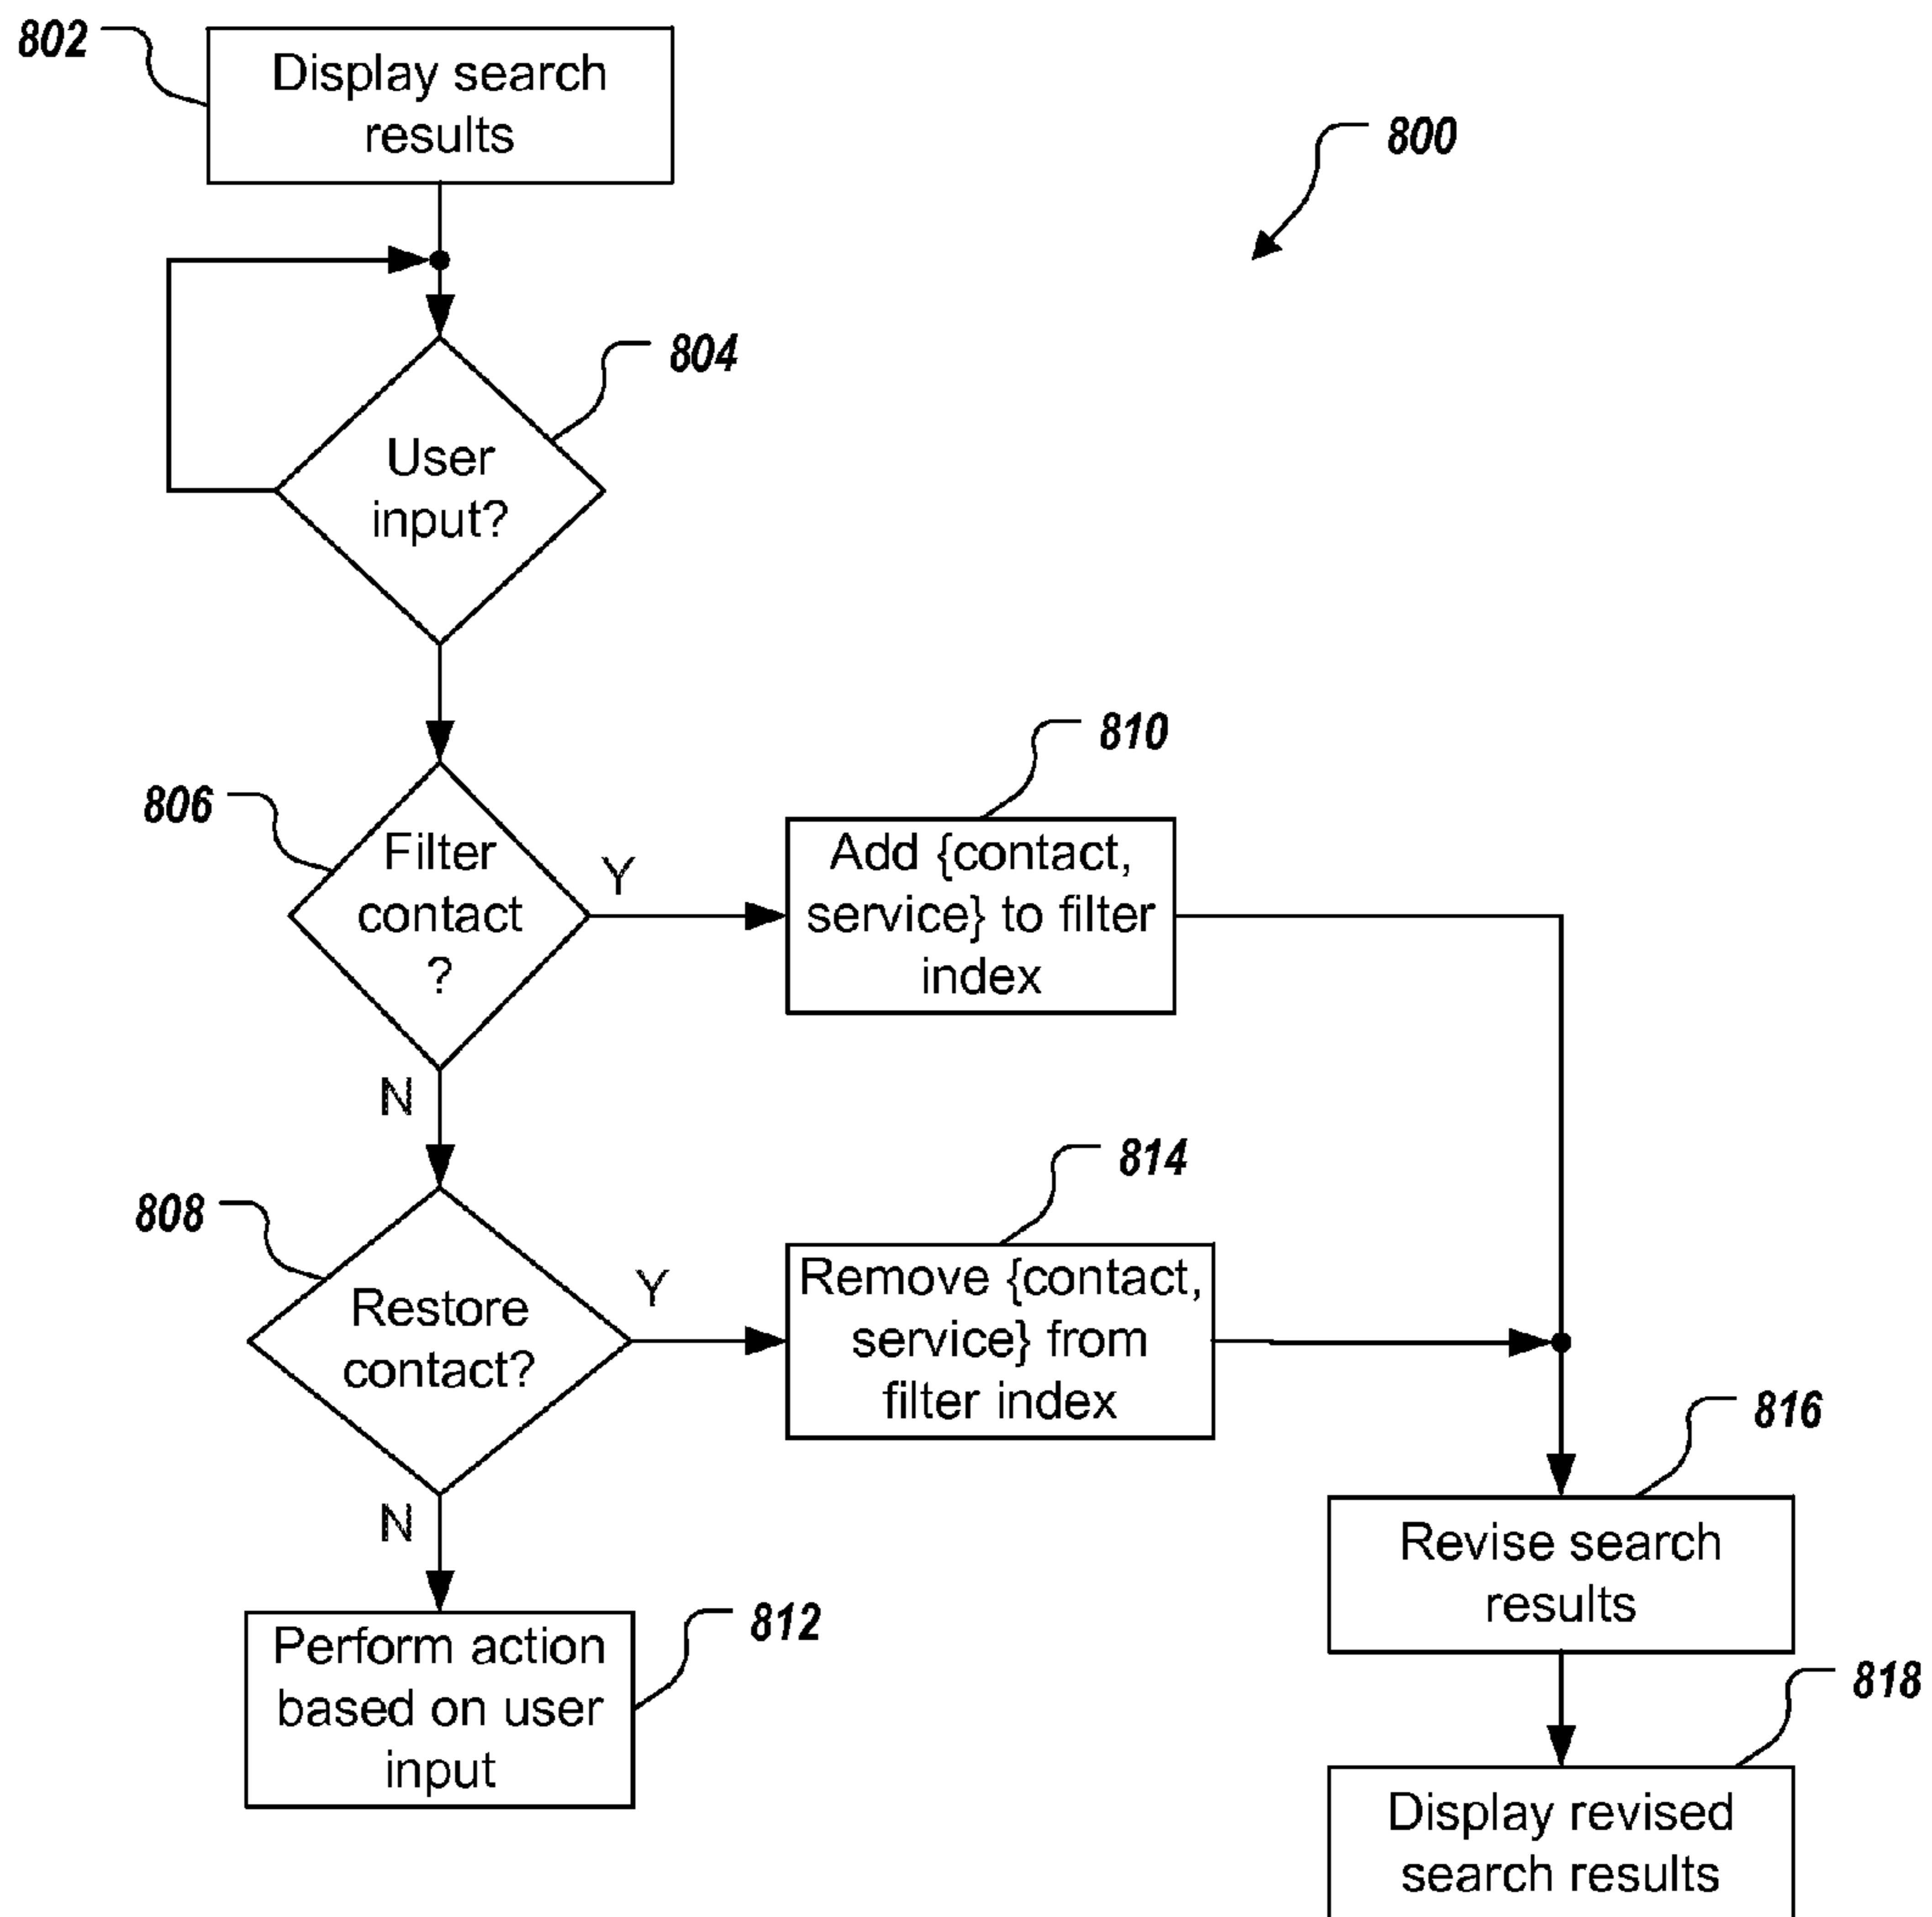 802
Display search
results
800
804
User
input?
806
Filter
contact
?
Y
810
Add {contact,
service} to filter
index
N
808
Restore
contact?
Y
814
Remove {contact,
service} from
filter index
816
Revise search
results
N
812
Perform action
based on user
input
818
Display revised
search results